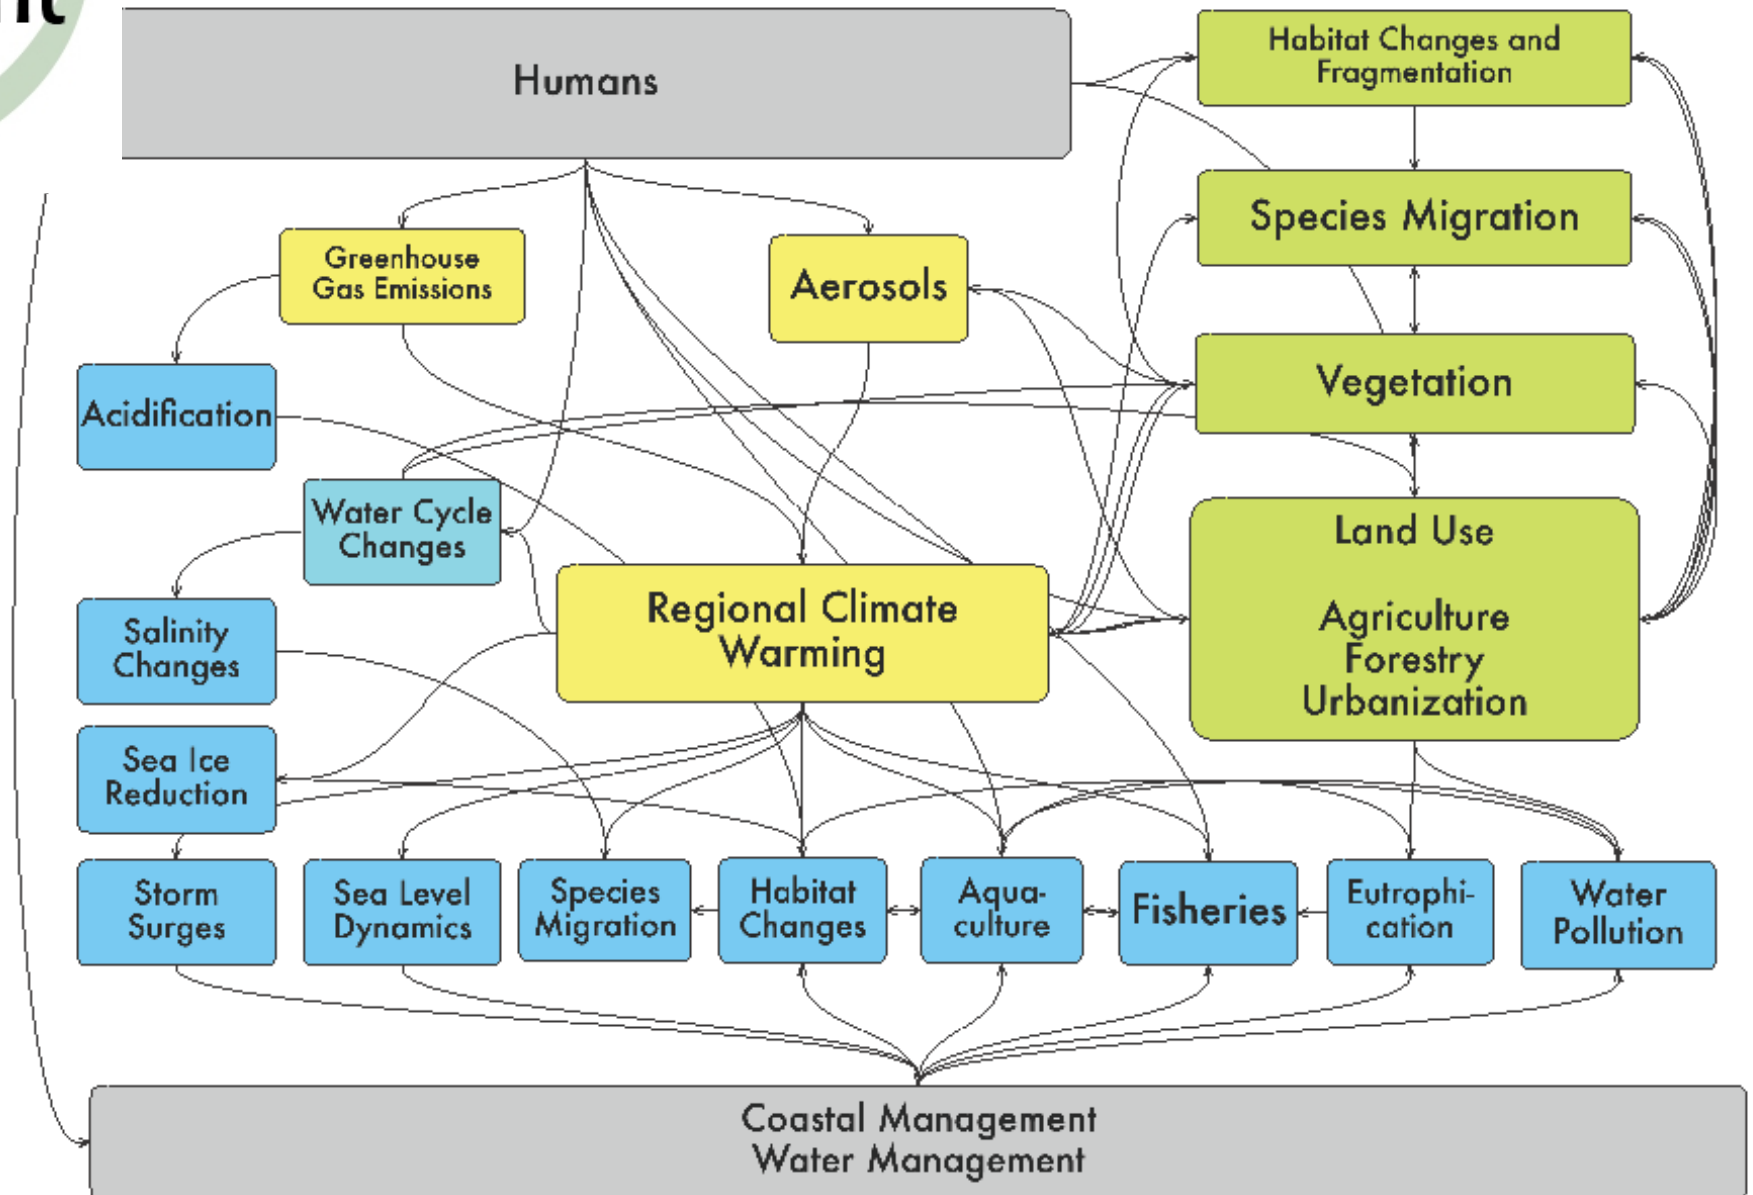 Humans
Habitat Changes and
Fragmentation
Species Migration
Greenhouse
Gas Emissions
Aerosols
Vegetation
Acidification
Water Cycle
Changes
Land Use
Agriculture
Forestry
Urbanization
Regional Climate
Warming
Salinity
Changes
Sea Ice
Reduction
Storm
Surges
Sea Level
Dynamics
Species
Migration
Habitat
Changes
Aqua-
culture
Fisheries
Eutrophi-
cation
Water
Pollution
Coastal Management
Water Management